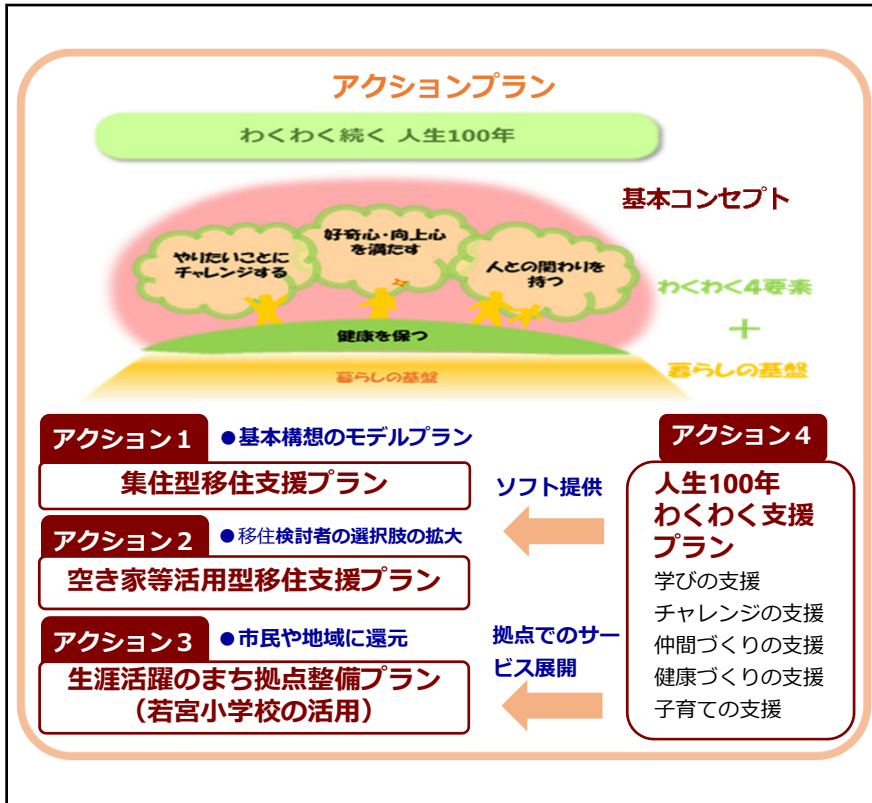 アクションプラン
わくわく続く 人生100年
基本コンセプト
やりたいことに
チャレンジする
好奇心・向上心
を満たす
人との関わりを
持つ
健康を保つ
暮らしの基盤
わくわく4要素
+
暮らしの基盤
アクション１
●基本構想のモデルプラン
集住型移住支援プラン
アクション２
●移住検討者の選択肢の拡大
空き家等活用型移住支援プラン
アクション３
●市民や地域に還元
生涯活躍のまち拠点整備プラン
（若宮小学校の活用）
ソフト提供
拠点でのサー
ビス展開
アクション４
人生100年
わくわく支援
プラン
学びの支援
チャレンジの支援
仲間づくりの支援
健康づくりの支援
子育ての支援